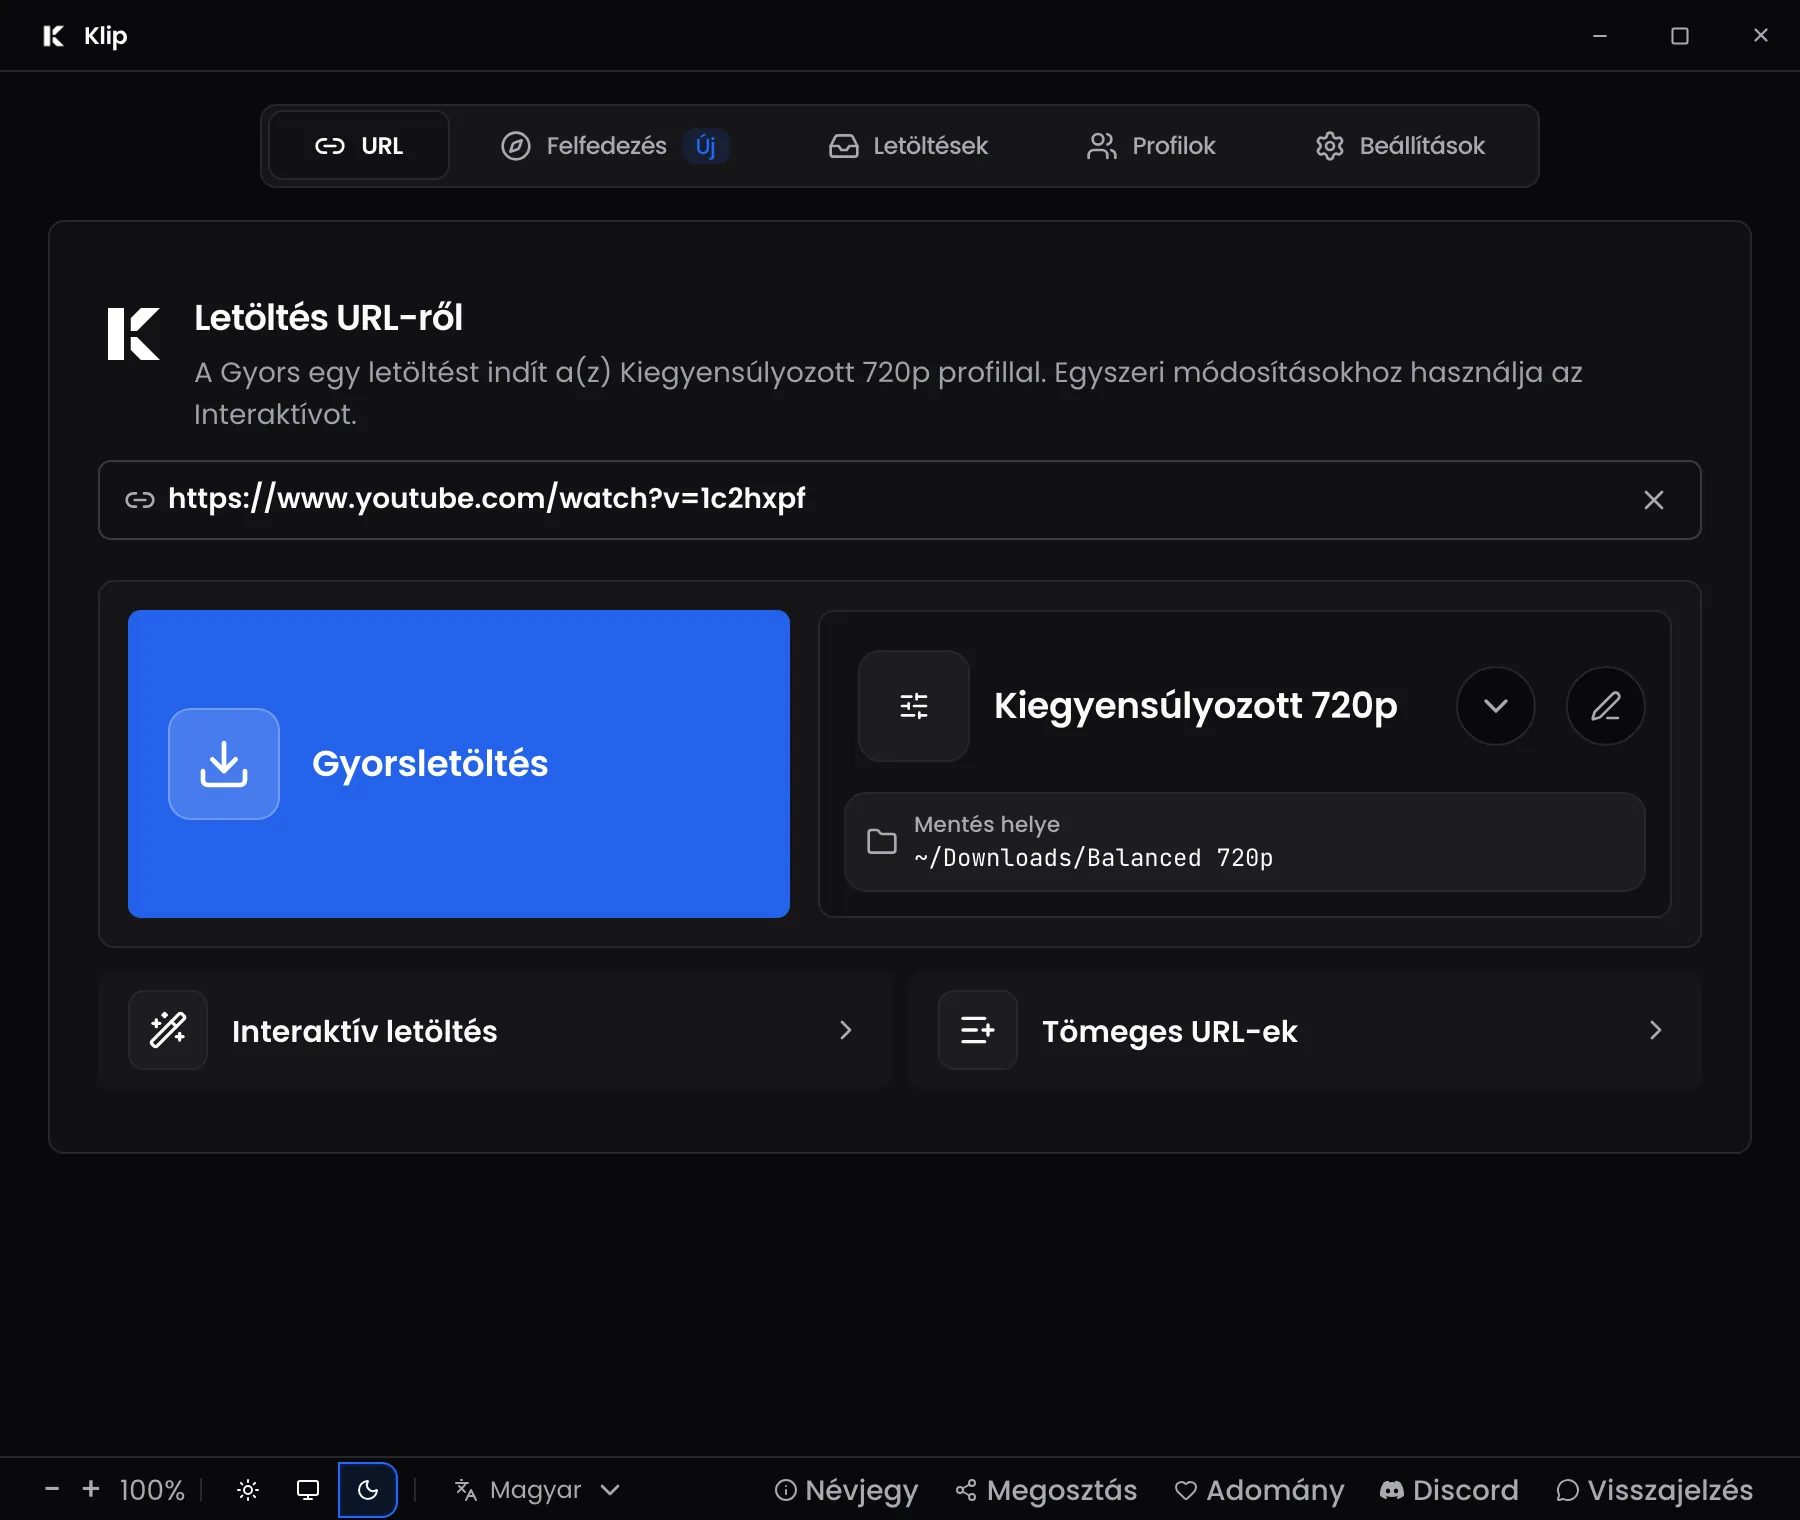 Klip
URL
Felfedezés
Új
Letöltések
Profilok
Beállítások
Letöltés URL-ről
A Gyors egy letöltést indít a(z) Kiegyensúlyozott 720p profillal. Egyszeri módosításokhoz használja az
Interaktívot.
https://www.youtube.com/watch?v=1c2hxpf
Gyorsletöltés
Kiegyensúlyozott 720p
Mentés helye
~/Downloads/Balanced 720p
Interaktív letöltés
Tömeges URL-ek
100%
Magyar
Névjegy
Megosztás
Adomány
Discord
Visszajelzés